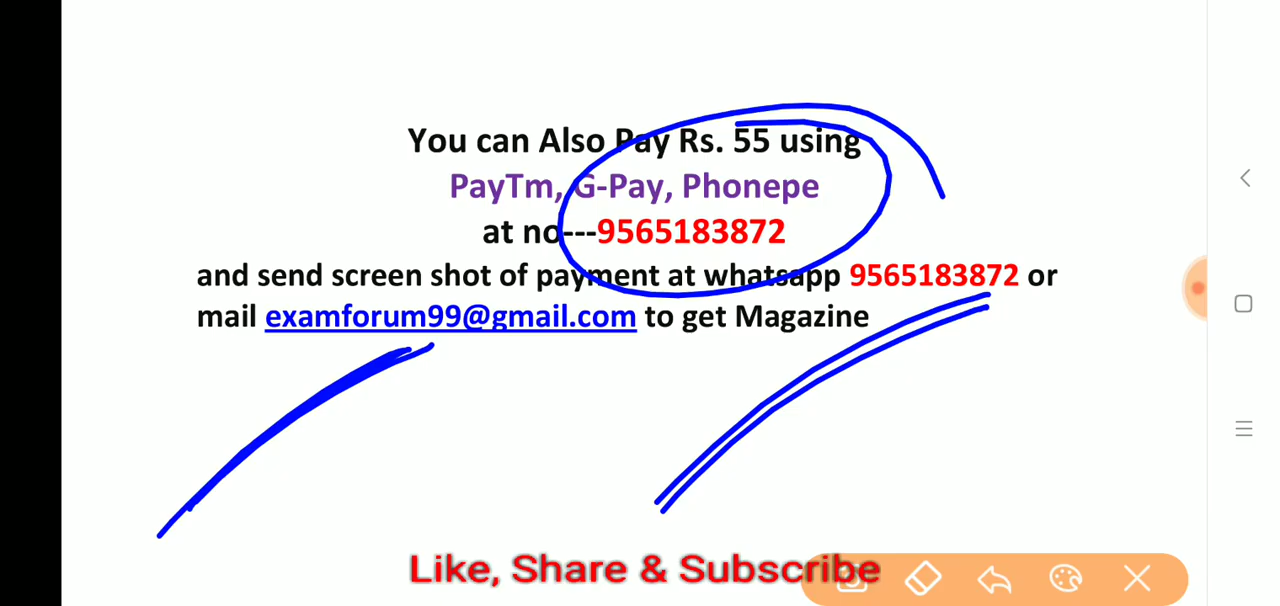 You can Also Pay Rs. 55 using
PayTm, G-Pay, Phonepe
at no---9565183872
and send screen shot of payment at whatsapp 9565183872 or
mail examforum99@gmail.com to get Magazine
Like, Share & Subscribe